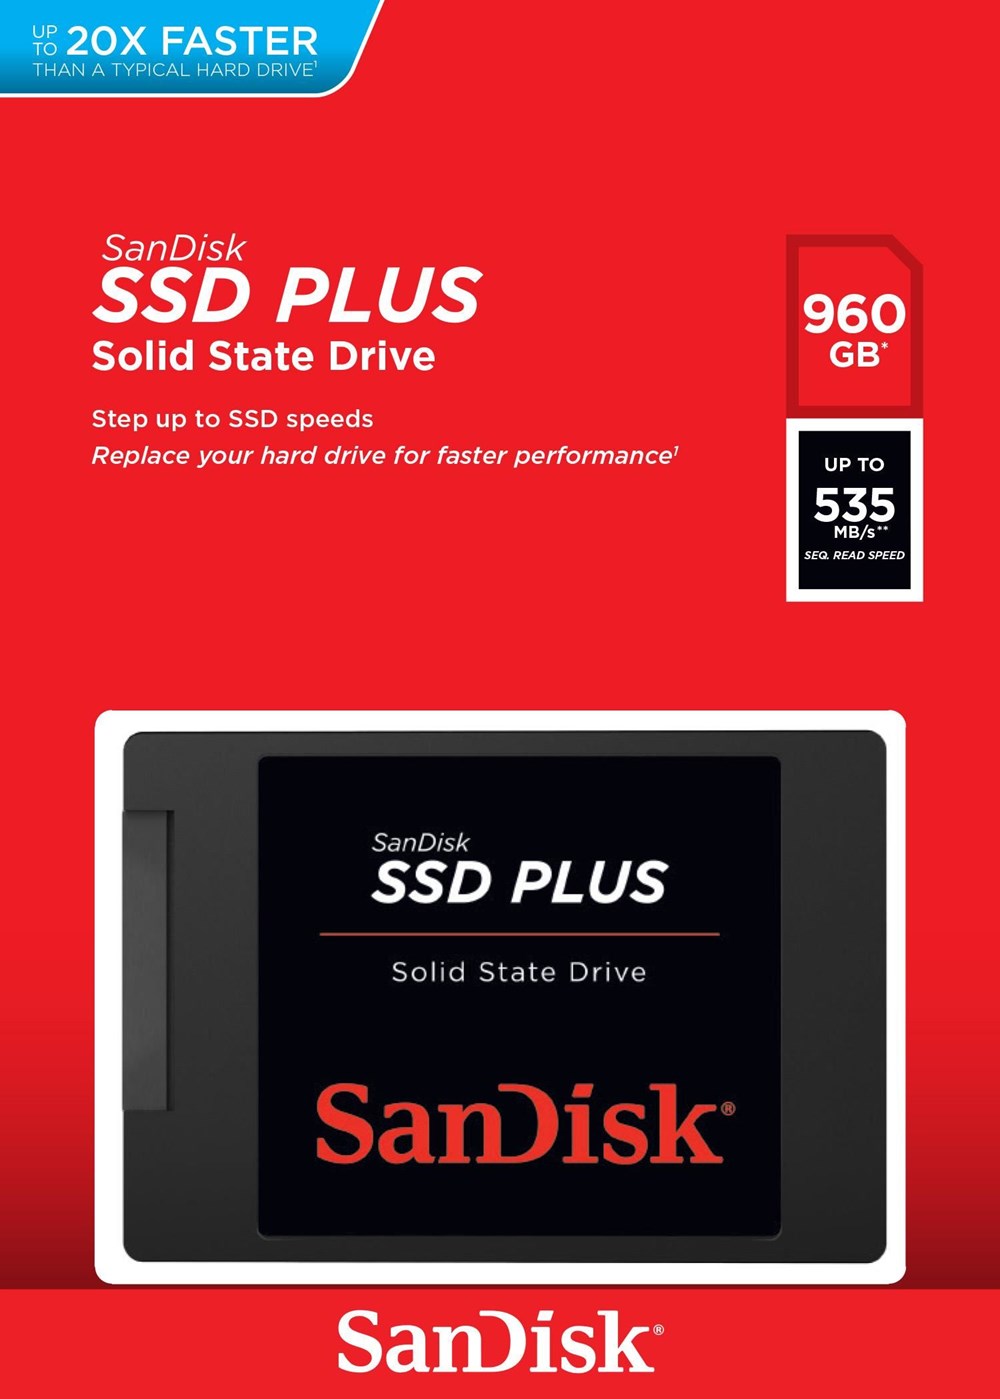 UP TO 20X FASTER
THAN A TYPICAL HARD DRIVE¹
SanDisk
SSD PLUS
Solid State Drive
Step up to SSD speeds
Replace your hard drive for faster performance¹
960
GB*
UP TO
535
MB/s**
SEQ. READ SPEED
SanDisk
SSD PLUS
Solid State Drive
SanDisk®
SanDisk®